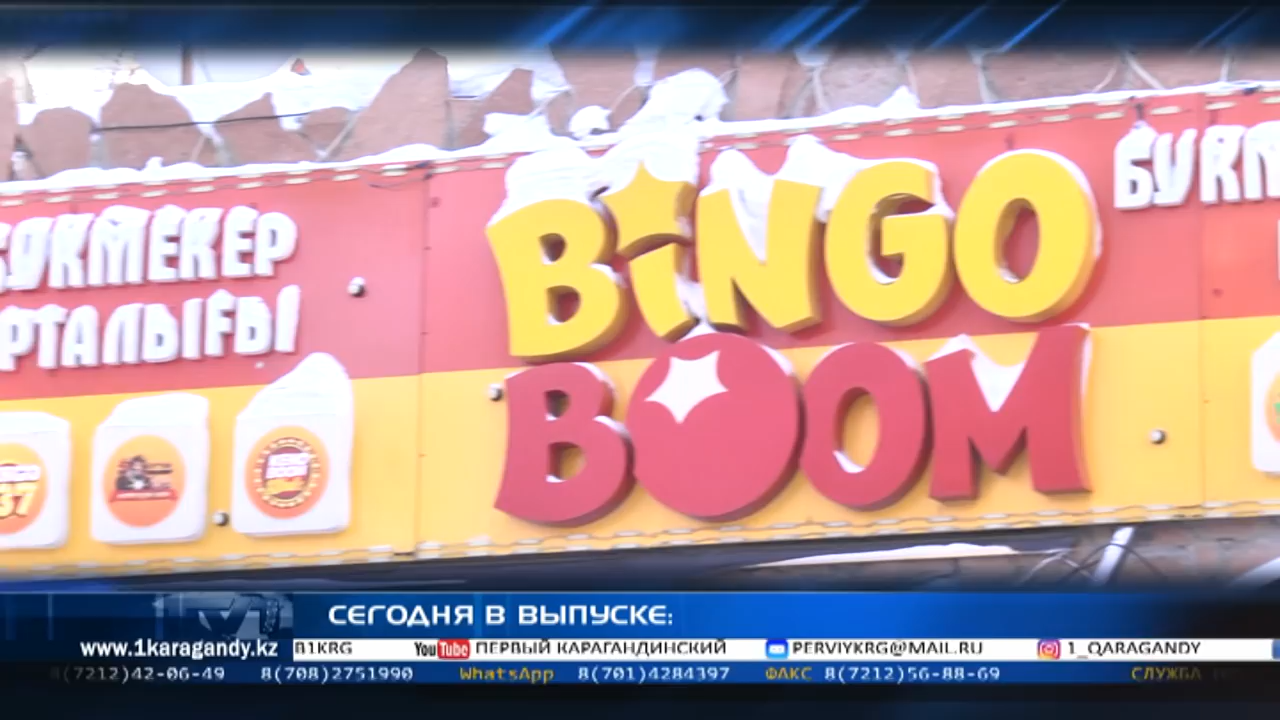 BINGO
BOOM
БУКМЕКЕР
ОРТАЛЫҒЫ
37
СЕГОДНЯ В ВЫПУСКЕ:
www.1karagandy.kz
B1KRG
YouTube ПЕРВЫЙ КАРАГАНДИНСКИЙ
PERVIYKRG@MAIL.RU
1_QARAGANDY
8(7212)42-06-49 8(708)2751990 WhatsApp 8(701)4284397 ФАКС 8(7212)56-88-69 СЛУЖБА